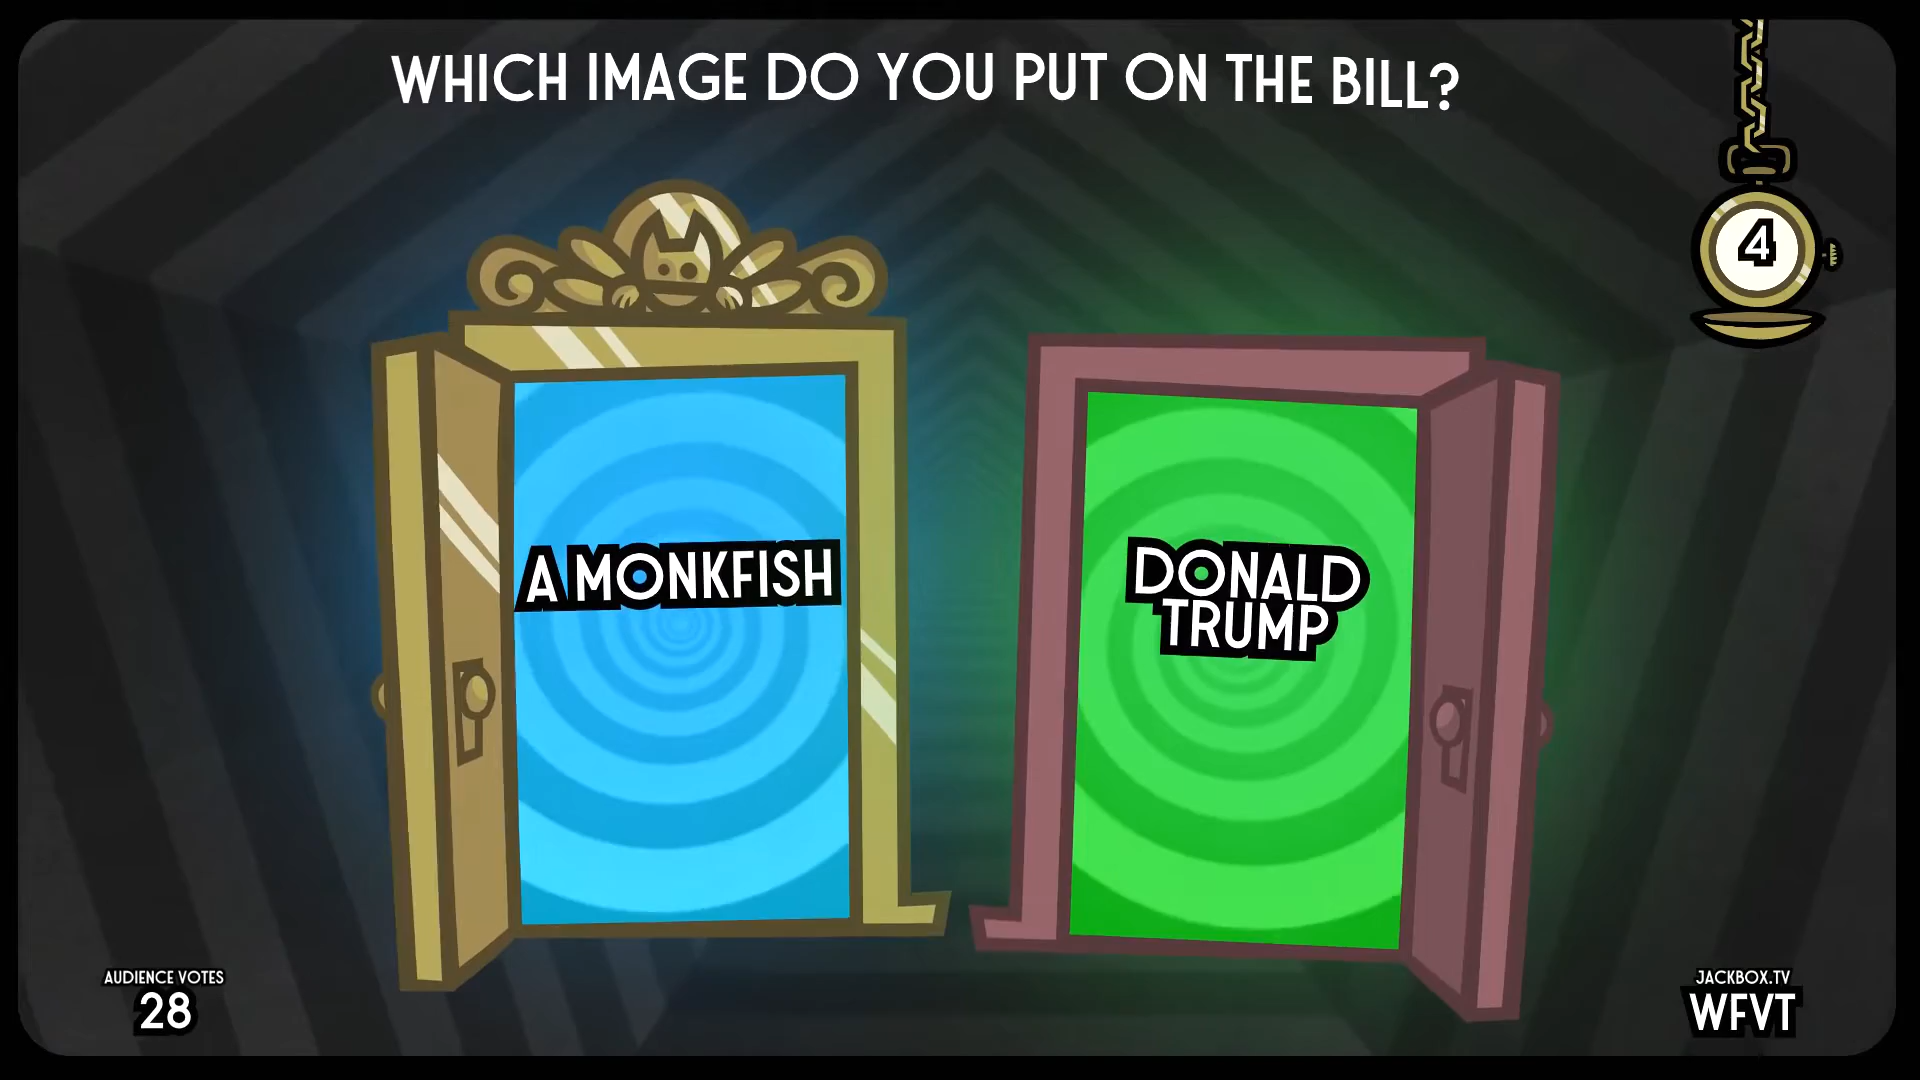 WHICH IMAGE DO YOU PUT ON THE BILL?
4
A MONKFISH
DONALD
TRUMP
AUDIENCE VOTES
28
JACKBOX.TV
WFVT